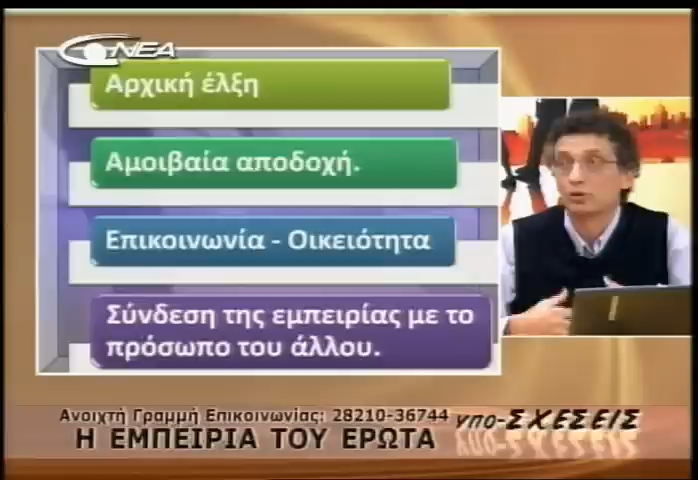 NEA
Αρχική έλξη
Αμοιβαία αποδοχή.
Επικοινωνία - Οικειότητα
Σύνδεση της εμπειρίας με το
πρόσωπο του άλλου.
Ανοιχτή Γραμμή Επικοινωνίας: 28210-36744
υπο-ΣΧΕΣΕΙΣ
Η ΕΜΠΕΙΡΙΑ ΤΟΥ ΕΡΩΤΑ